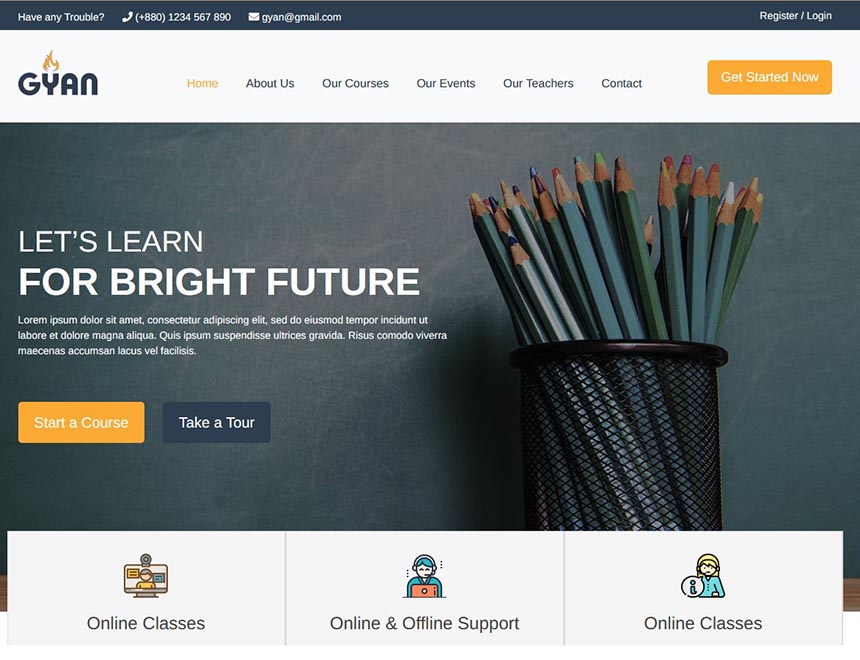 Have any Trouble? (+880) 1234 567 890 gyan@gmail.com Register / Login
GYAN
Home About Us Our Courses Our Events Our Teachers Contact
Get Started Now
LET’S LEARN
FOR BRIGHT FUTURE
Lorem ipsum dolor sit amet, consectetur adipiscing elit, sed do eiusmod tempor incidunt ut
labore et dolore magna aliqua. Quis ipsum suspendisse ultrices gravida. Risus comodo viverra
maecenas accumsan lacus vel facilisis.
Start a Course Take a Tour
Online Classes Online & Offline Support Online Classes